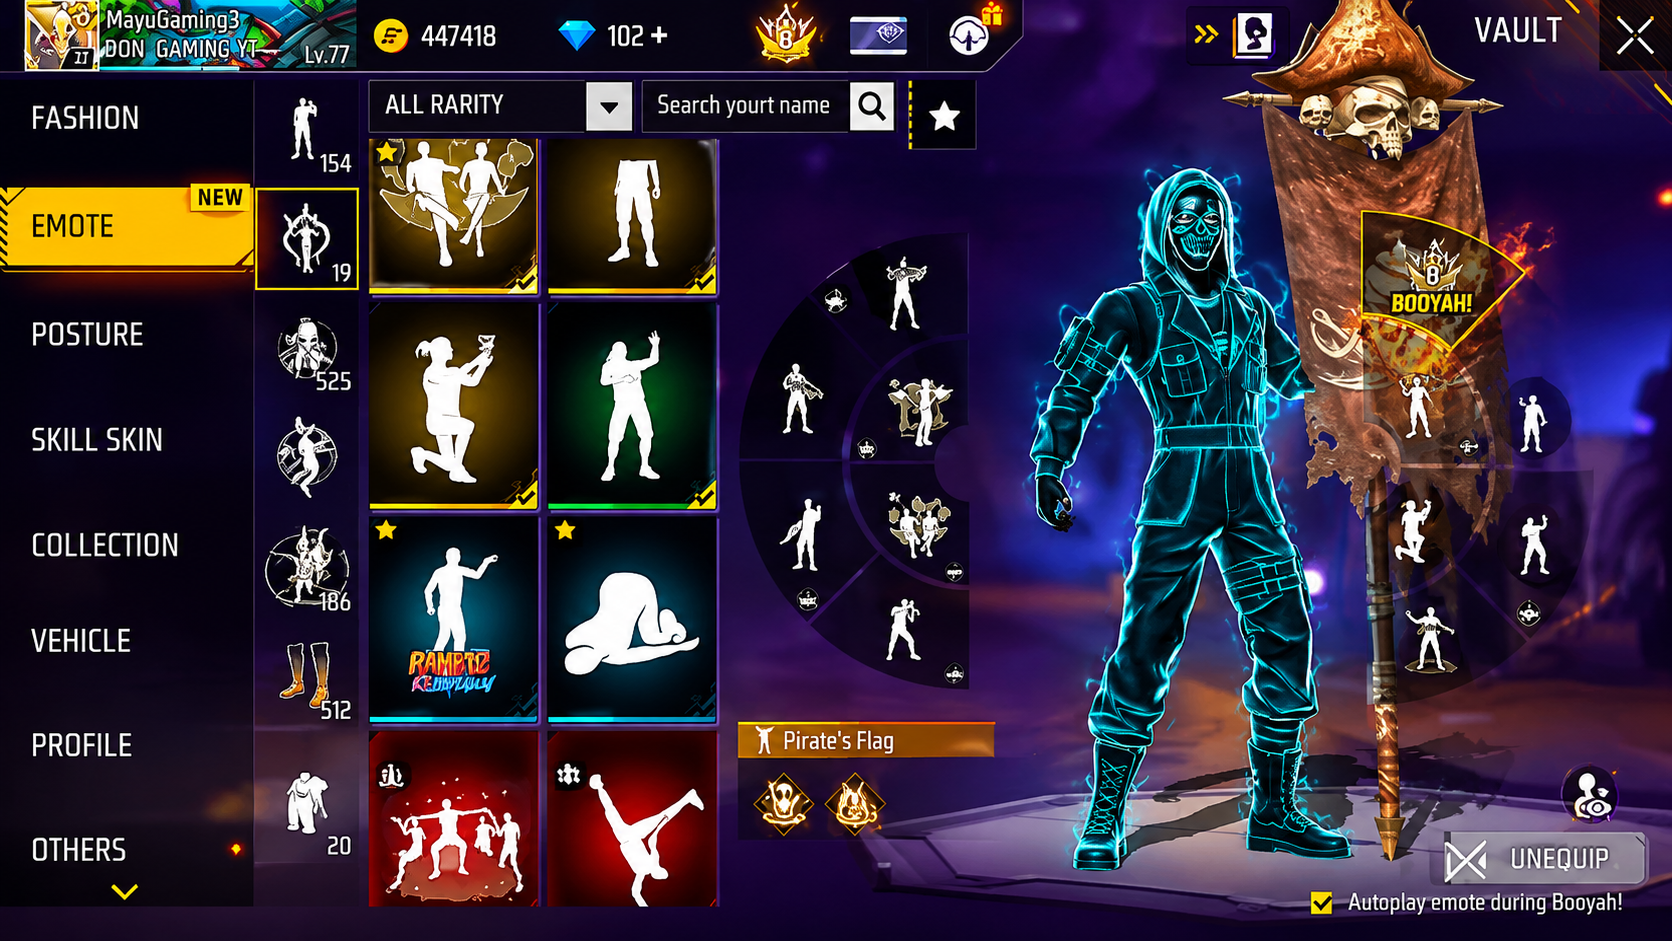 MayuGaming3
DON GAMING YT
Lv.77
447418
102 +
8
VAULT
FASHION
154
ALL RARITY
Search yourt name
EMOTE
NEW
19
POSTURE
525
SKILL SKIN
COLLECTION
186
VEHICLE
512
PROFILE
20
OTHERS
8
BOOYAH!
Pirate's Flag
UNEQUIP
Autoplay emote during Booyah!